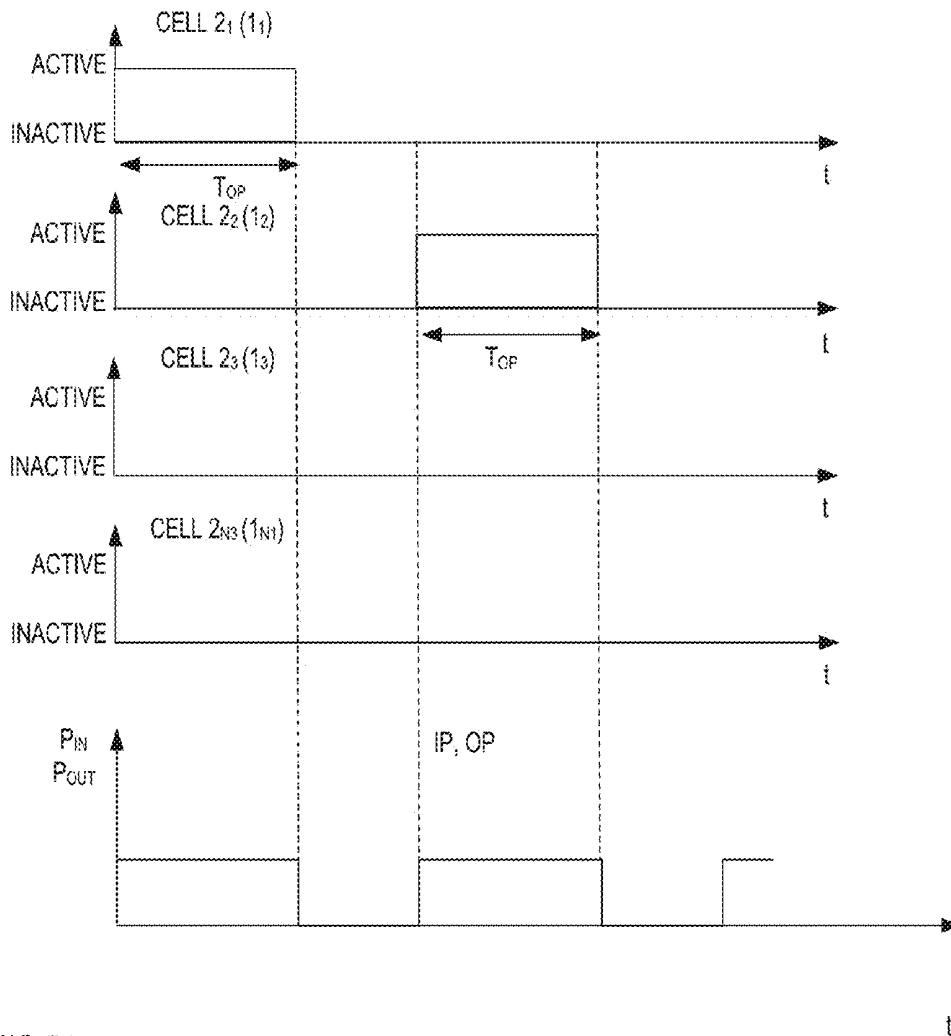 CELL 2₁ (1₁)
ACTIVE
INACTIVE
t
T_OP
CELL 2₂ (1₂)
ACTIVE
INACTIVE
t
T_OP
CELL 2₃ (1₃)
ACTIVE
INACTIVE
t
CELL 2_N3 (1_N1)
ACTIVE
INACTIVE
t
P_IN
P_OUT
IP, OP
t